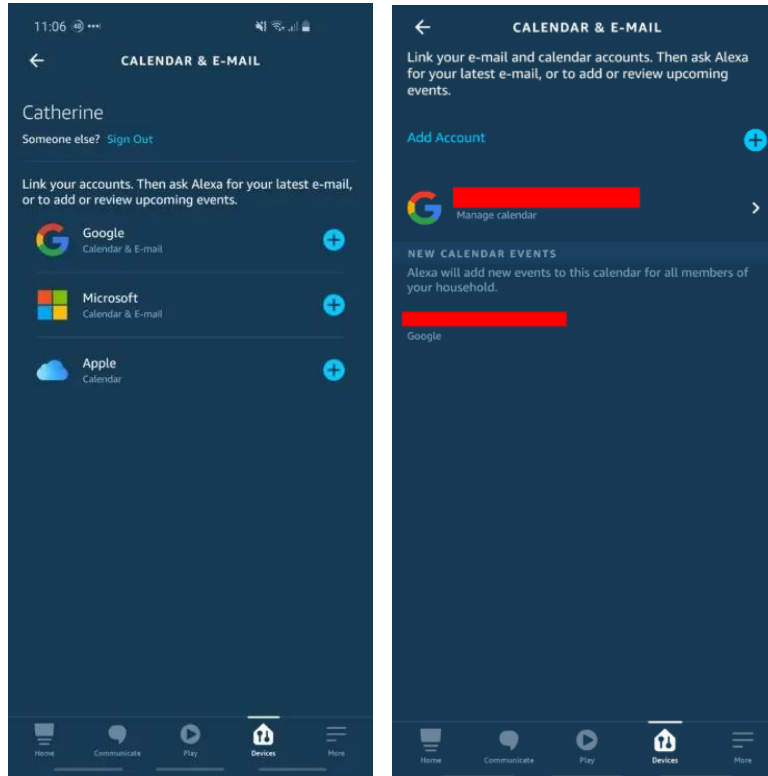 11:06
CALENDAR & E-MAIL
Catherine
Someone else? Sign Out
Link your accounts. Then ask Alexa for your latest e-mail,
or to add or review upcoming events.
Google
Calendar & E-mail
Microsoft
Calendar & E-mail
Apple
Calendar
Home Communicate Play Devices More
CALENDAR & E-MAIL
Link your e-mail and calendar accounts. Then ask Alexa
for your latest e-mail, or to add or review upcoming
events.
Add Account
Manage calendar
NEW CALENDAR EVENTS
Alexa will add new events to this calendar for all members of
your household.
Google
Home Communicate Play Devices More